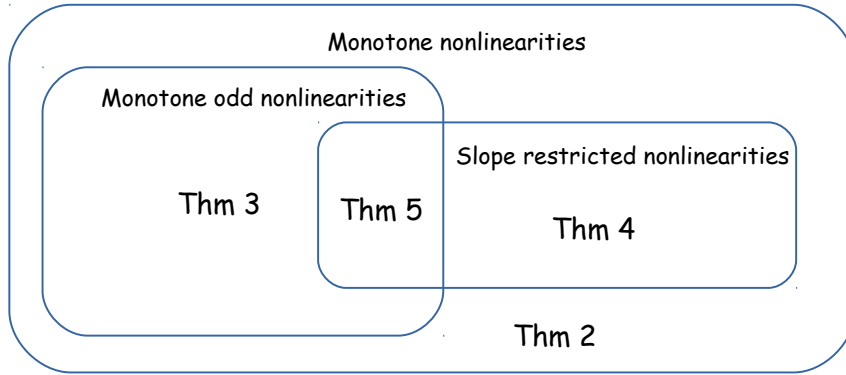 Monotone nonlinearities
Monotone odd nonlinearities
Slope restricted nonlinearities
Thm 3
Thm 5
Thm 4
Thm 2